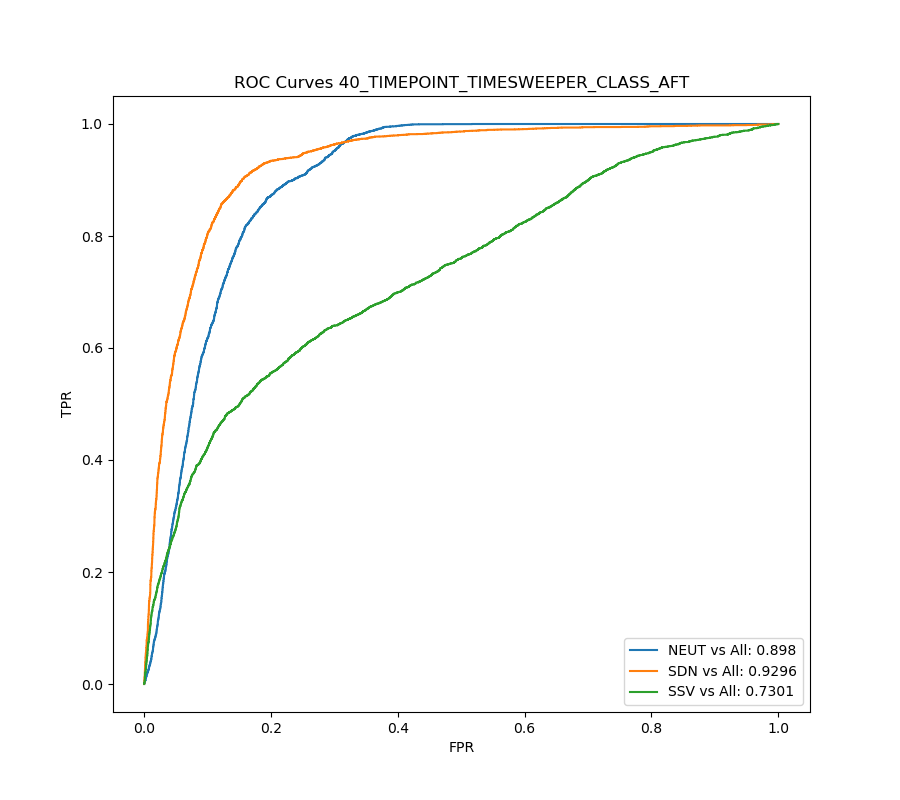 ROC Curves 40_TIMEPOINT_TIMESWEEPER_CLASS_AFT
1.0
0.8
0.6
0.4
0.2
0.0
TPR
0.0 0.2 0.4 0.6 0.8 1.0
FPR
NEUT vs All: 0.898
SDN vs All: 0.9296
SSV vs All: 0.7301